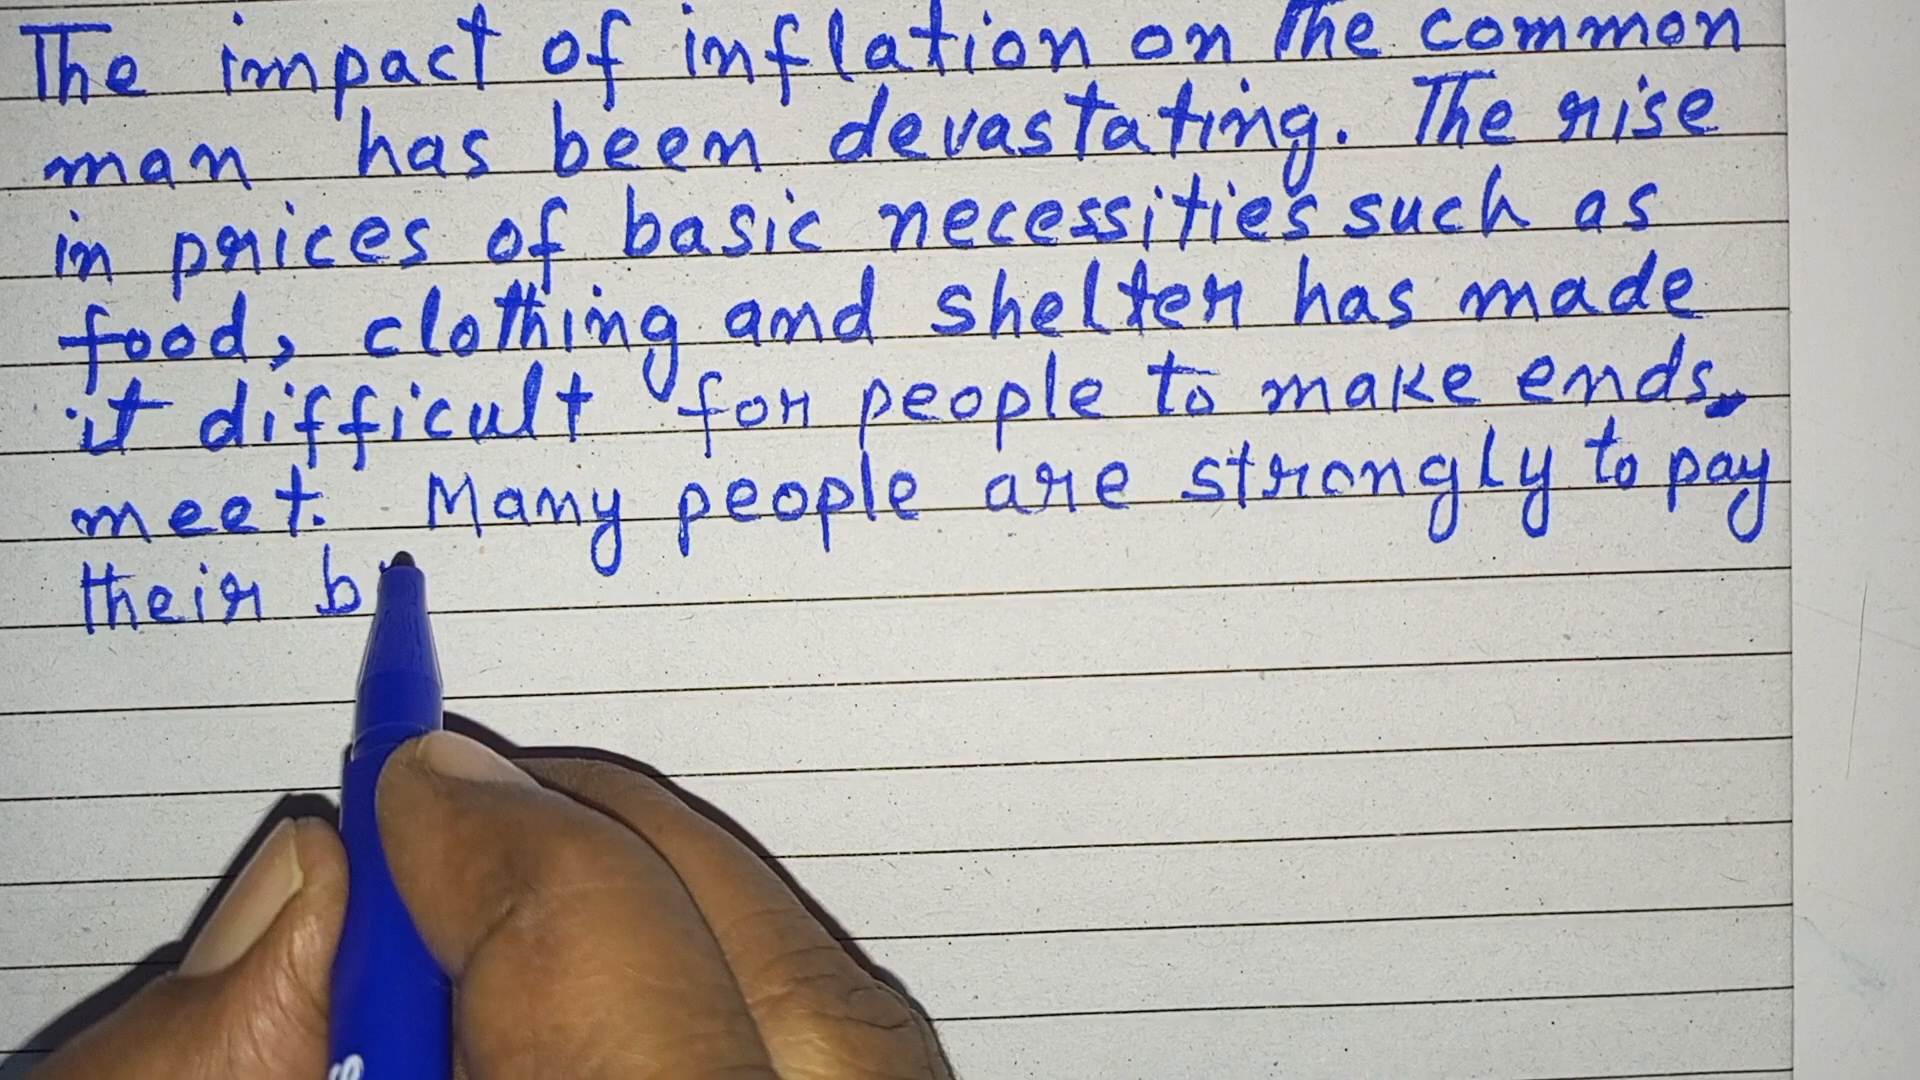 The impact of inflation on the common
man has been devastating. The rise
in prices of basic necessities such as
food, clothing and shelter has made
it difficult for people to make ends
meet. Many people are strongly to pay
their b